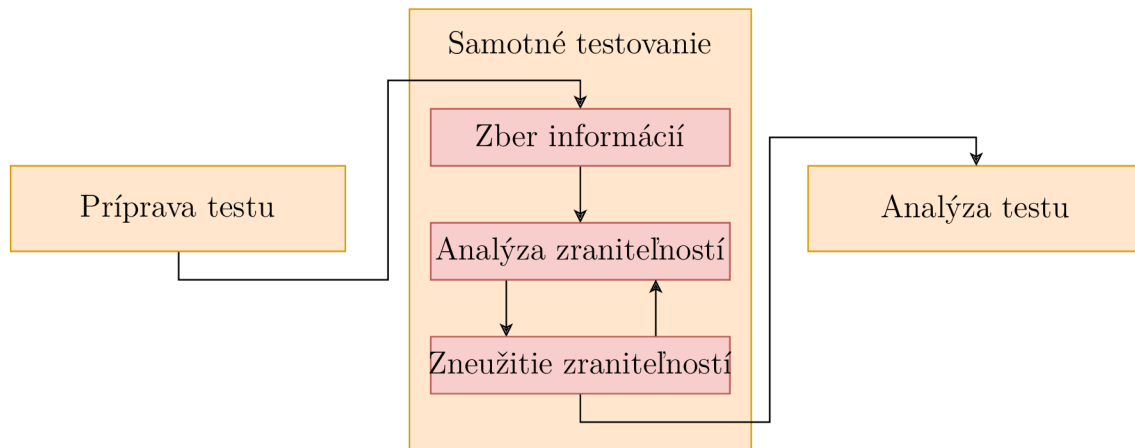 Samotné testovanie
Zber informácií
Príprava testu
Analýza testu
Analýza zraniteľností
Zneužitie zraniteľností